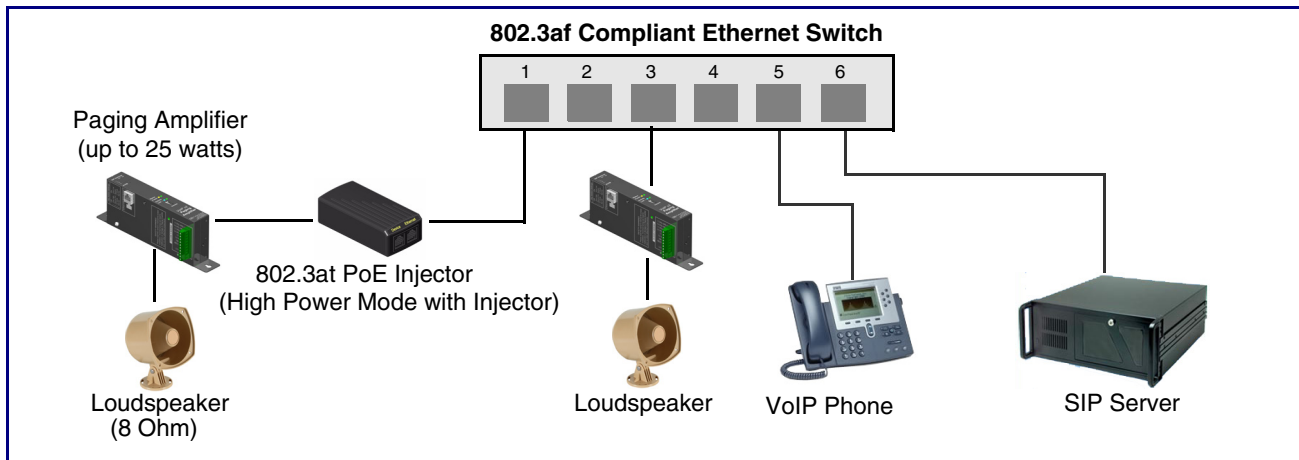 802.3af Compliant Ethernet Switch
1 2 3 4 5 6
Paging Amplifier
(up to 25 watts)
802.3at PoE Injector
(High Power Mode with Injector)
Loudspeaker
(8 Ohm)
Loudspeaker
VoIP Phone
SIP Server